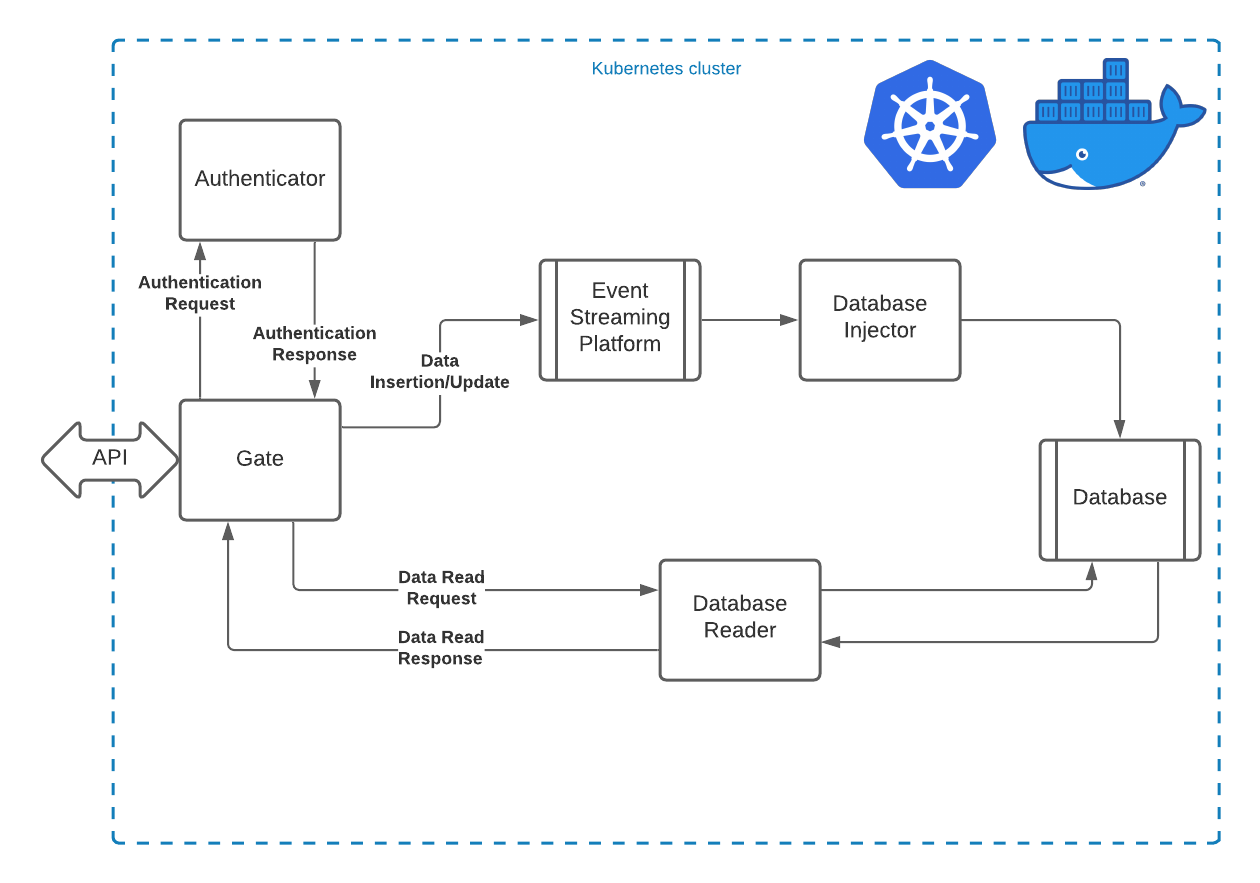 Kubernetes cluster
Authenticator
Authentication
Request
Authentication
Response
Data
Insertion/Update
Event
Streaming
Platform
Database
Injector
API
Gate
Database
Data Read
Request
Data Read
Response
Database
Reader